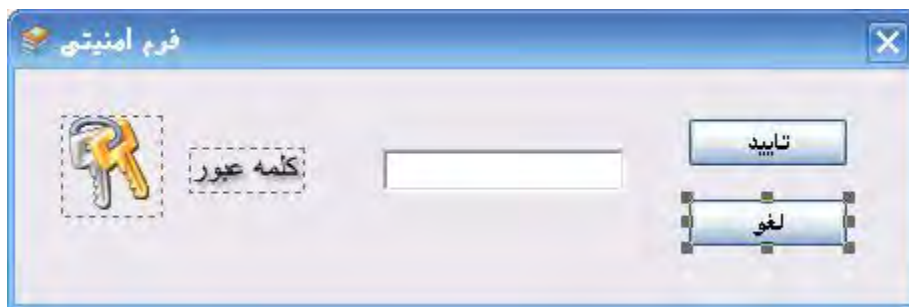 فرم امنیتی
کلمه عبور
تایید
لغو